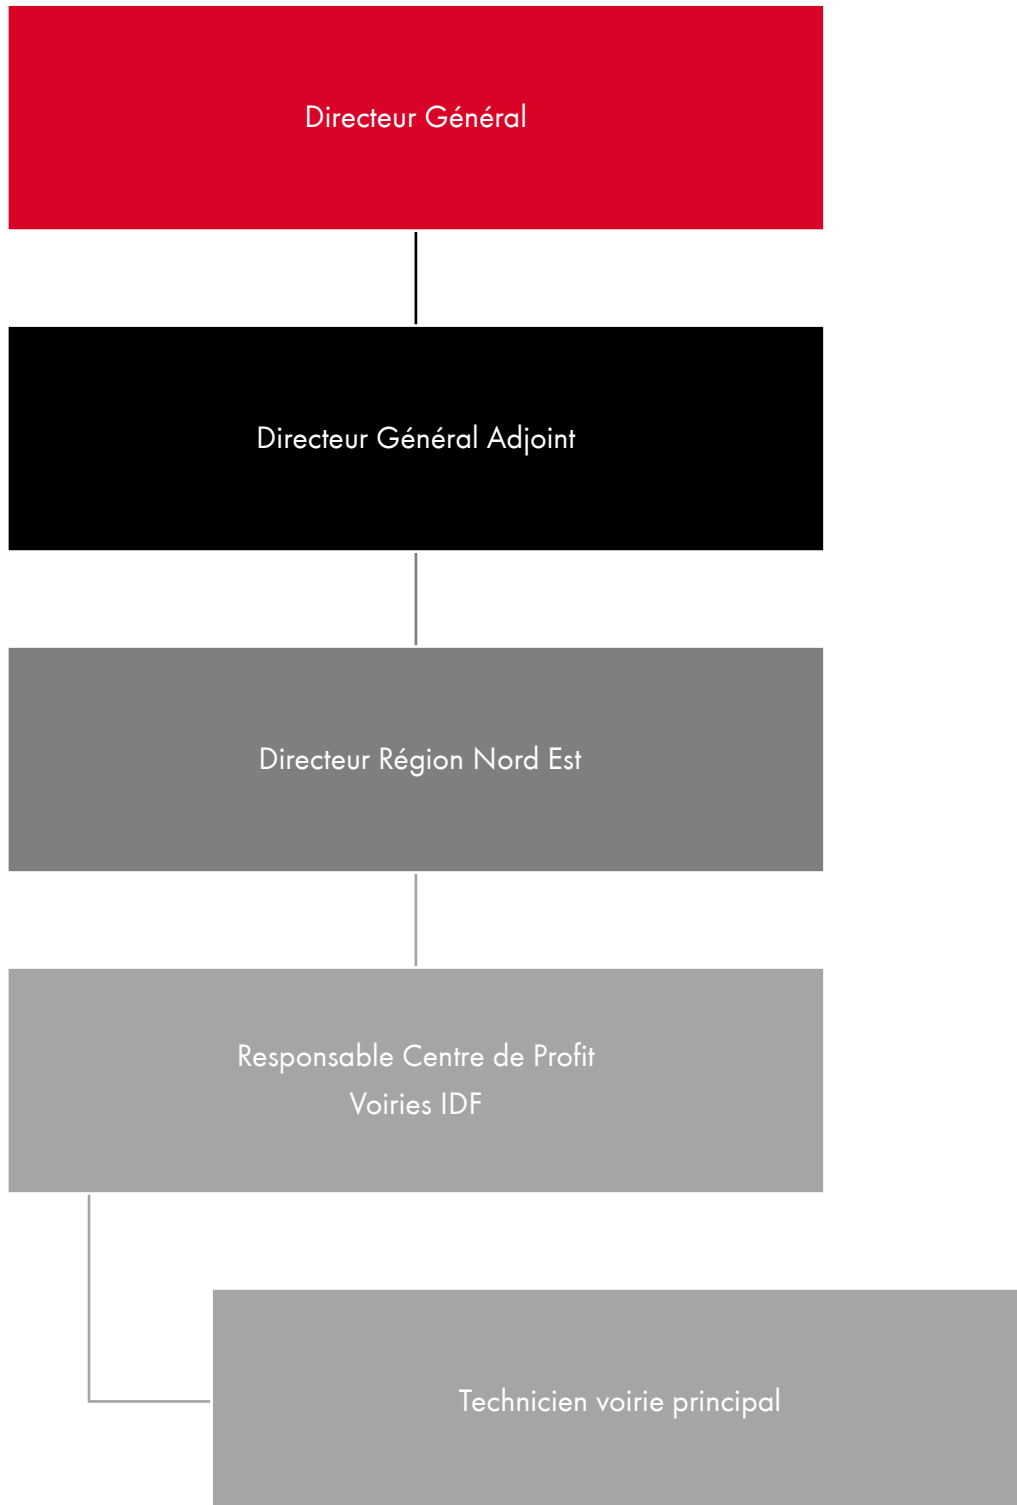 Directeur Général
Directeur Général Adjoint
Directeur Région Nord Est
Responsable Centre de Profit
Voiries IDF
Technicien voirie principal